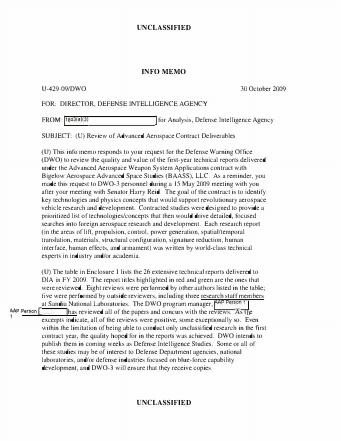 UNCLASSIFIED
INFO MEMO
U-429-09/DWO 30 October 2009
FOR: DIRECTOR, DEFENSE INTELLIGENCE AGENCY
FROM: for Analysis, Defense Intelligence Agency
SUBJECT: (U) Review of Advanced Aerospace Contract Deliverables
(U) This info memo responds to your request for the Defense Warning Office
(DWO) to review the quality and value of the first-year technical reports delivered
under the Advanced Aerospace Weapon System Applications contract with
Bigelow Aerospace Advanced Space Studies (BAASS), LLC. As a reminder, you
made this request to DWO-3 personnel during a 15 May 2009 meeting with you
after your meeting with Senator Harry Reid. The goal of the contract is to identify
key technologies and physics concepts that would support revolutionary aerospace
vehicle research and development. Contracted studies were designed to provide a
prioritized list of technologies/concepts that then would drive detailed, focused
searches into foreign aerospace research and development. Each research report
(in the areas of lift, propulsion, control, power generation, spatial/temporal
translation, materials, structural configuration, signature reduction, human
interface, human effects, and armament) was written by world-class technical
experts in industry and/or academia.
(U) The table in Enclosure 1 lists the 26 extensive technical reports delivered to
DIA in FY 2009. The report titles highlighted in red and green are the ones that
were reviewed. Eight reviews were performed by other authors listed in the table;
five were performed by outside reviewers, including three research staff members
at Sandia National Laboratories. The DWO program manager, AAP Person 1
AAP Person 1 has reviewed all of the papers and concurs with the reviews. As the
excerpts indicate, all of the reviews were positive, some exceptionally so. Even
within the limitation of being able to conduct only unclassified research in the first
contract year, the quality hoped for in the reports was achieved. DWO intends to
publish them in coming weeks as Defense Intelligence Studies. Some or all of
these studies may be of interest to Defense Department agencies, national
laboratories, and/or defense industries focused on blue-force capability
development, and DWO-3 will ensure that they receive copies.
UNCLASSIFIED